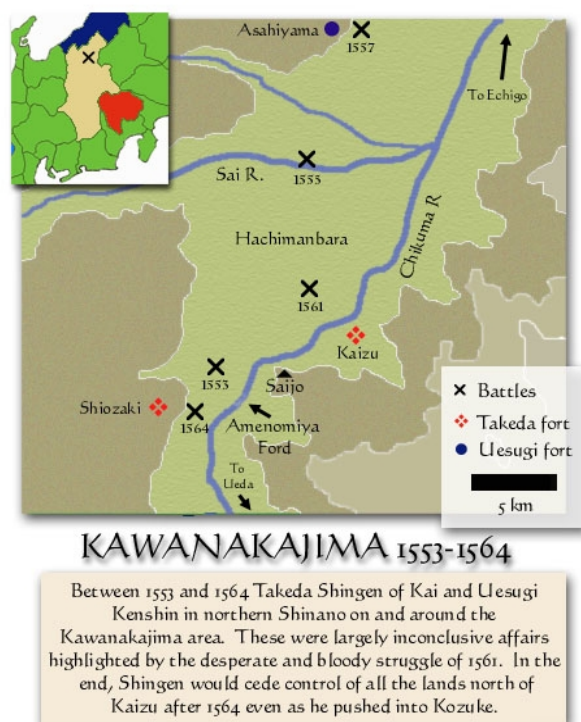 Asahiyama
1557
To Echigo
Sai R.
1555
Chikuma R
Hachimanbara
1561
Kaizu
1553
Saijo
Shiozaki
1564
Amenomiya
Ford
To
Ueda
Battles
Takeda fort
Uesugi fort
5 km
KAWANAKAJIMA 1553-1564
Between 1553 and 1564 Takeda Shingen of Kai and Uesugi
Kenshin in northern Shinano on and around the
Kawanakajima area. These were largely inconclusive affairs
highlighted by the desperate and bloody struggle of 1561. In the
end, Shingen would cede control of all the lands north of
Kaizu after 1564 even as he pushed into Kozuke.